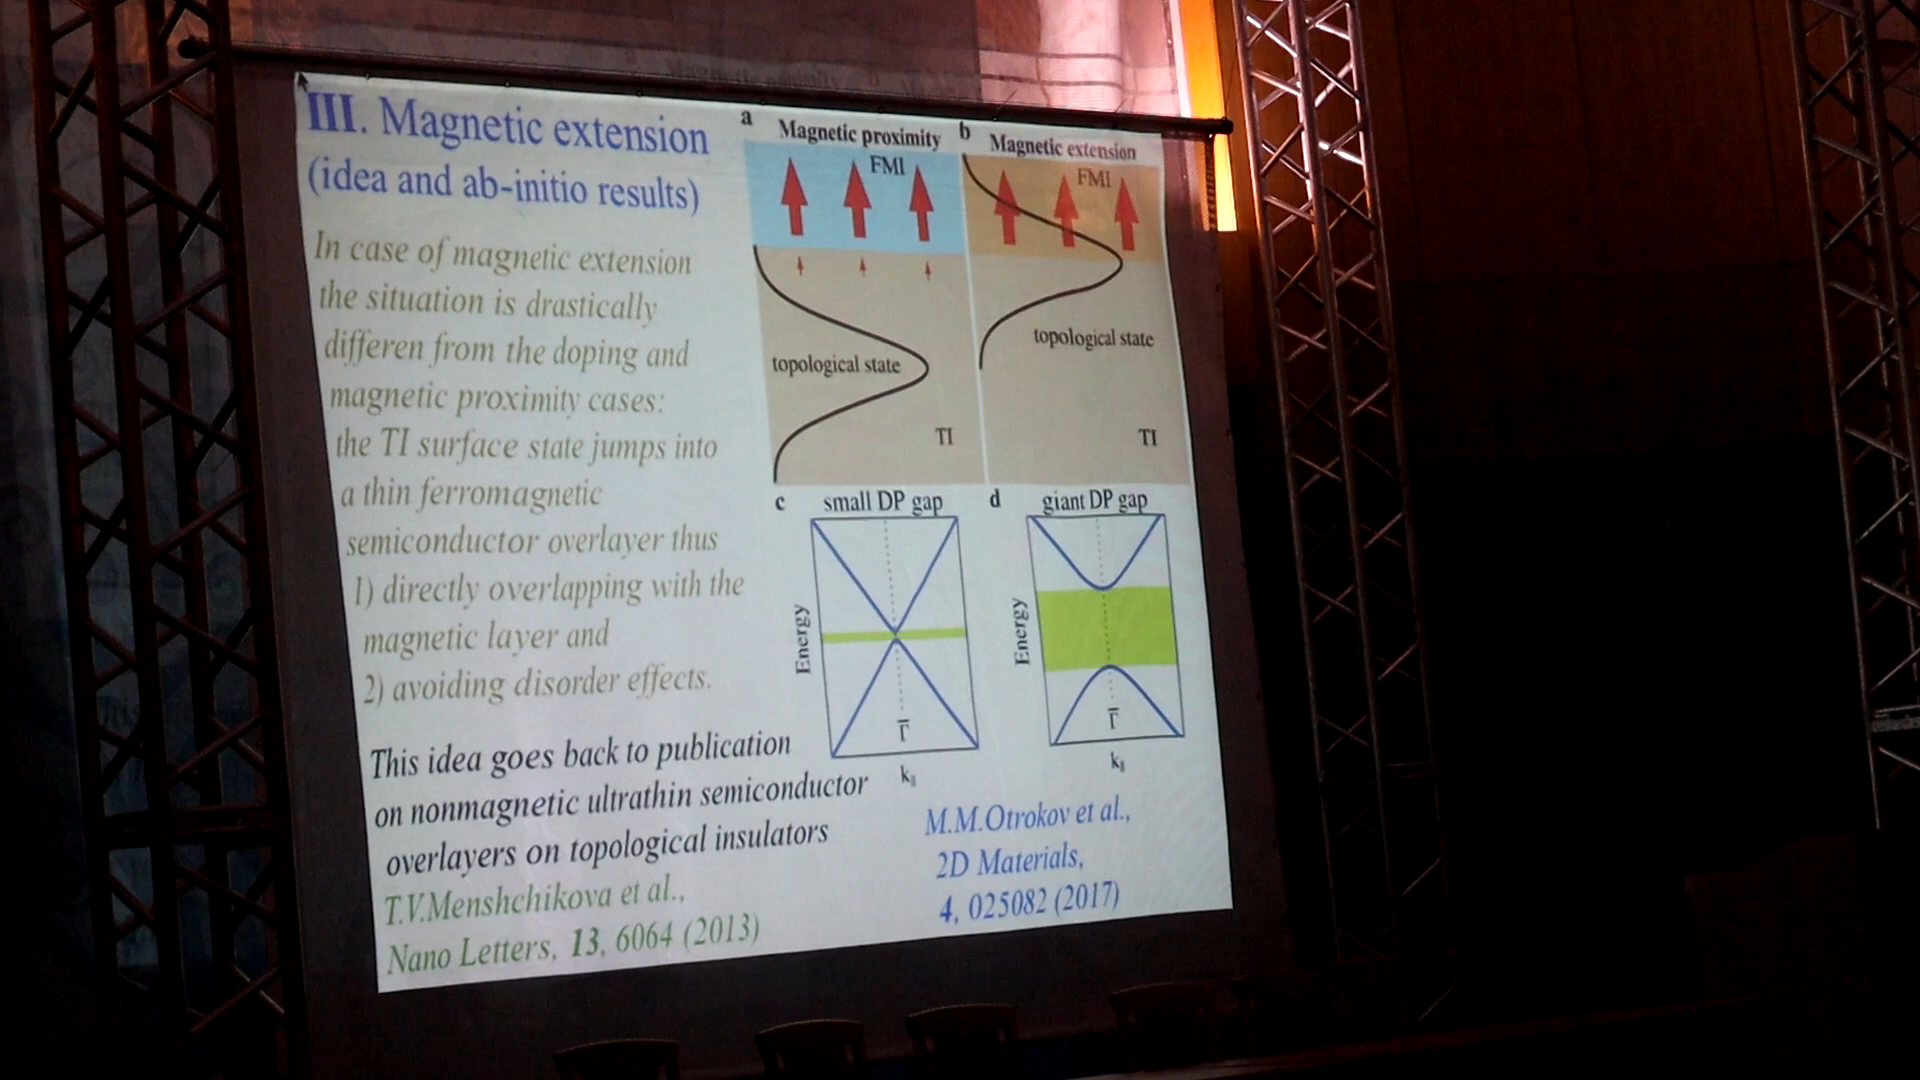 III. Magnetic extension
(idea and ab-initio results)
In case of magnetic extension
the situation is drastically
differen from the doping and
magnetic proximity cases:
the TI surface state jumps into
a thin ferromagnetic
semiconductor overlayer thus
1) directly overlapping with the
magnetic layer and
2) avoiding disorder effects.
This idea goes back to publication
on nonmagnetic ultrathin semiconductor
overlayers on topological insulators
T.V.Menshchikova et al.,
Nano Letters, 13, 6064 (2013)
a Magnetic proximity
FMI
topological state
TI
b Magnetic extension
FMI
topological state
TI
c small DP gap
Energy
Γ̅
k∥
d giant DP gap
Energy
Γ̅
k∥
M.M.Otrokov et al.,
2D Materials,
4, 025082 (2017)